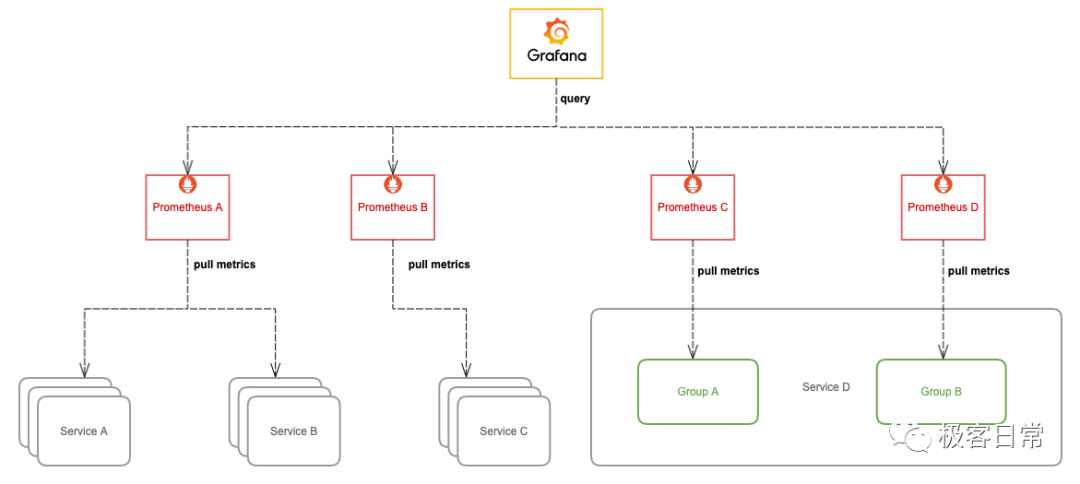 Grafana
query
Prometheus A
Prometheus B
Prometheus C
Prometheus D
pull metrics
pull metrics
pull metrics
pull metrics
Service A
Service B
Service C
Group A
Service D
Group B
极客日常